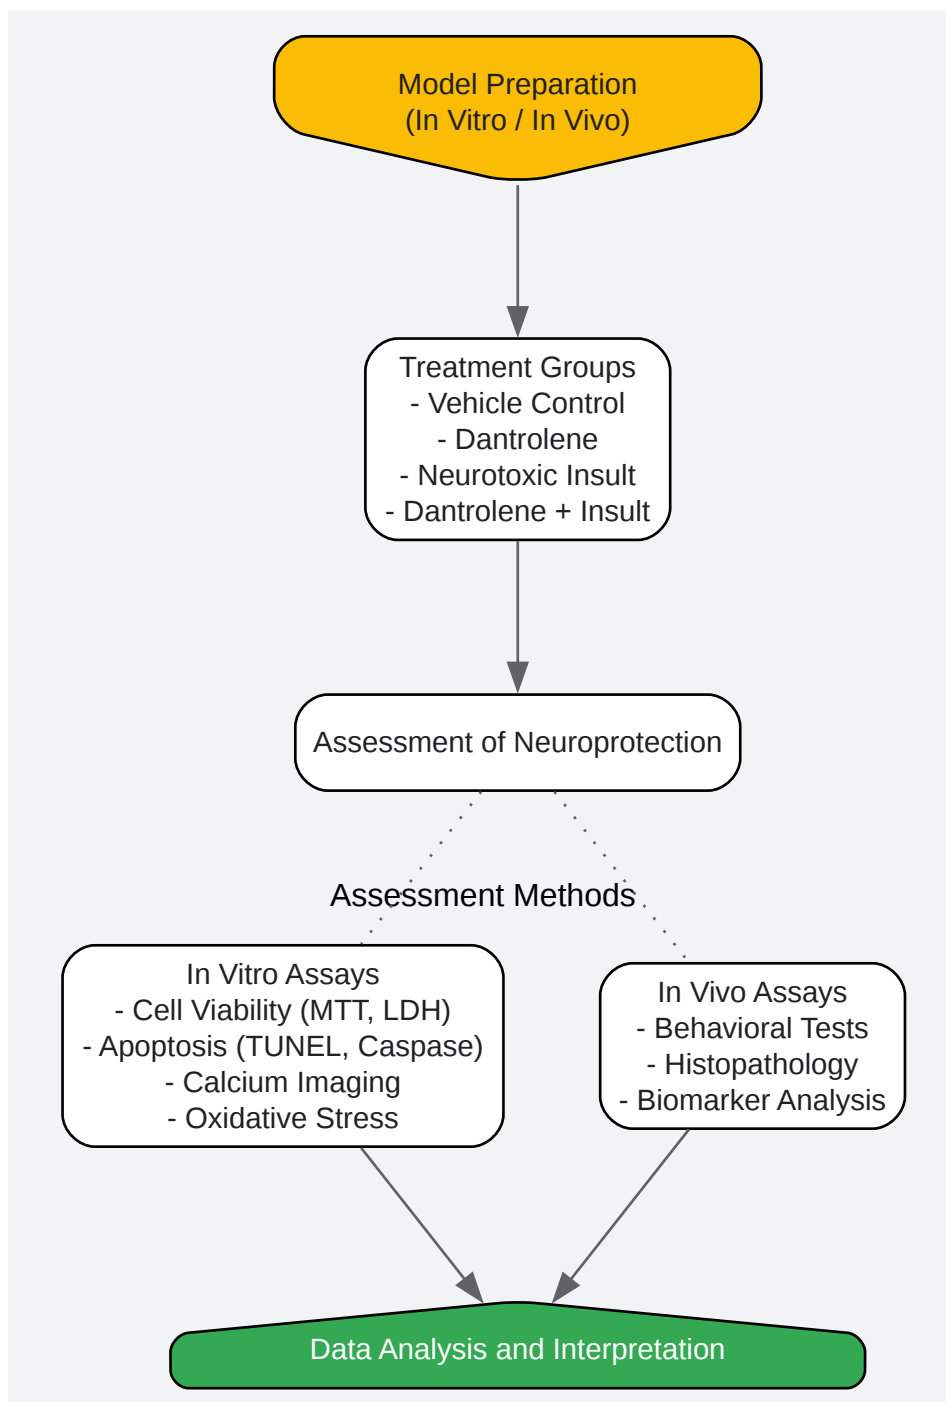 Model Preparation
(In Vitro / In Vivo)
Treatment Groups
- Vehicle Control
- Dantrolene
- Neurotoxic Insult
- Dantrolene + Insult
Assessment of Neuroprotection
Assessment Methods
In Vitro Assays
- Cell Viability (MTT, LDH)
- Apoptosis (TUNEL, Caspase)
- Calcium Imaging
- Oxidative Stress
In Vivo Assays
- Behavioral Tests
- Histopathology
- Biomarker Analysis
Data Analysis and Interpretation